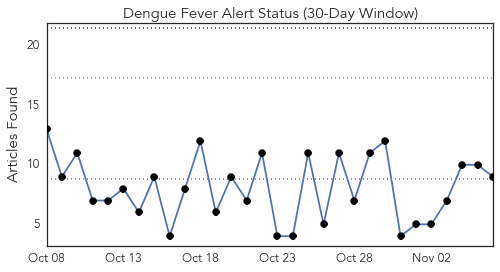 Dengue Fever Alert Status (30-Day Window)
Articles Found
20
15
10
5
Oct 08 Oct 13 Oct 18 Oct 23 Oct 28 Nov 02